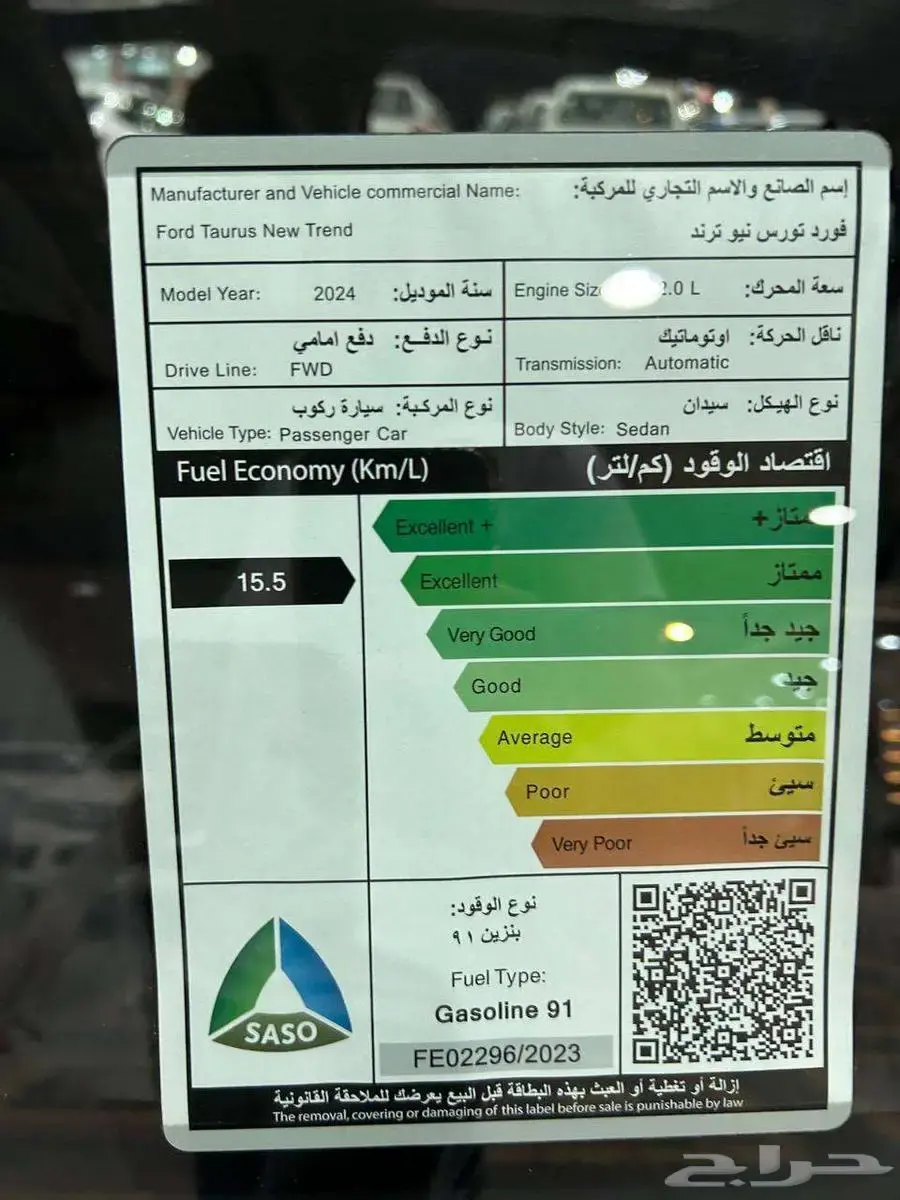 Manufacturer and Vehicle commercial Name: إسم الصانع والاسم التجاري للمركبة:
Ford Taurus New Trend فورد تورس نيو ترند
Model Year: 2024 سنة الموديل:
Engine Siz 2.0 L سعة المحرك:
نوع الدفع: دفع امامي
Drive Line: FWD
ناقل الحركة: اوتوماتيك
Transmission: Automatic
نوع المركبة: سيارة ركوب
Vehicle Type: Passenger Car
نوع الهيكل: سيدان
Body Style: Sedan
Fuel Economy (Km/L) اقتصاد الوقود (كم/لتر)
15.5
Excellent + ممتاز+
Excellent ممتاز
Very Good جيد جداً
Good جيد
Average متوسط
Poor سيئ
Very Poor سيئ جداً
SASO
نوع الوقود:
بنزين ٩١
Fuel Type:
Gasoline 91
FE02296/2023
إزالة أو تغطية أو العبث بهذه البطاقة قبل البيع يعرضك للملاحقة القانونية
The removal, covering or damaging of this label before sale is punishable by law
حراج